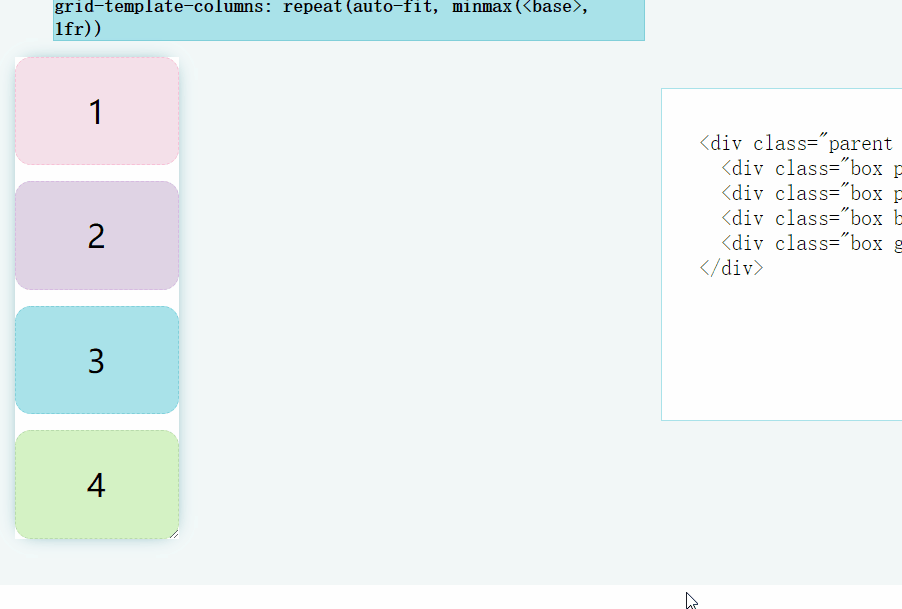 grid-template-columns: repeat(auto-fit, minmax(<base>,
1fr))
1
2
3
4
<div class="parent
<div class="box p
<div class="box p
<div class="box b
<div class="box g
</div>